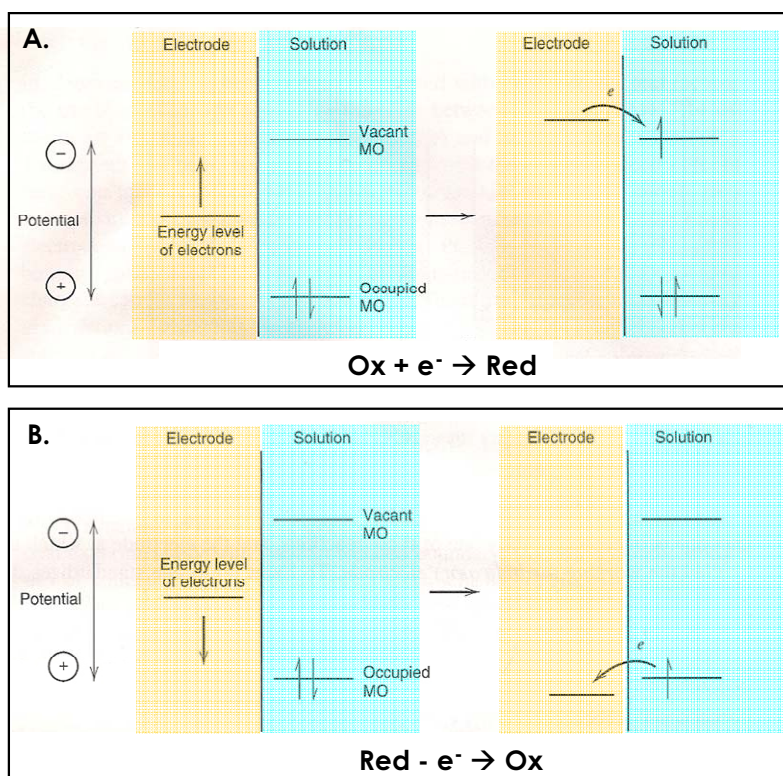 A.
Electrode
Solution
Electrode
Solution
e
Vacant
MO
−
Potential
Energy level
of electrons
+
Occupied
MO
Ox + e⁻ → Red
B.
Electrode
Solution
Electrode
Solution
Vacant
MO
−
Energy level
of electrons
Potential
+
Occupied
MO
e
Red - e⁻ → Ox